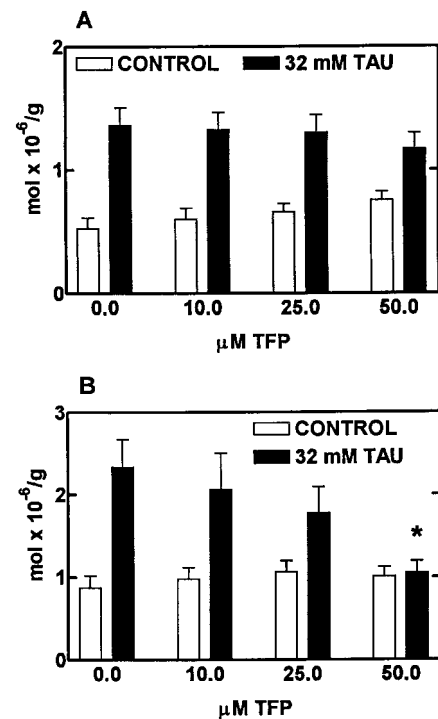 A
CONTROL 32 mM TAU
2
1
0
mol x 10⁻⁶/g
0.0 10.0 25.0 50.0
µM TFP
B
CONTROL
32 mM TAU
3
2
1
0
mol x 10⁻⁶/g
*
0.0 10.0 25.0 50.0
µM TFP